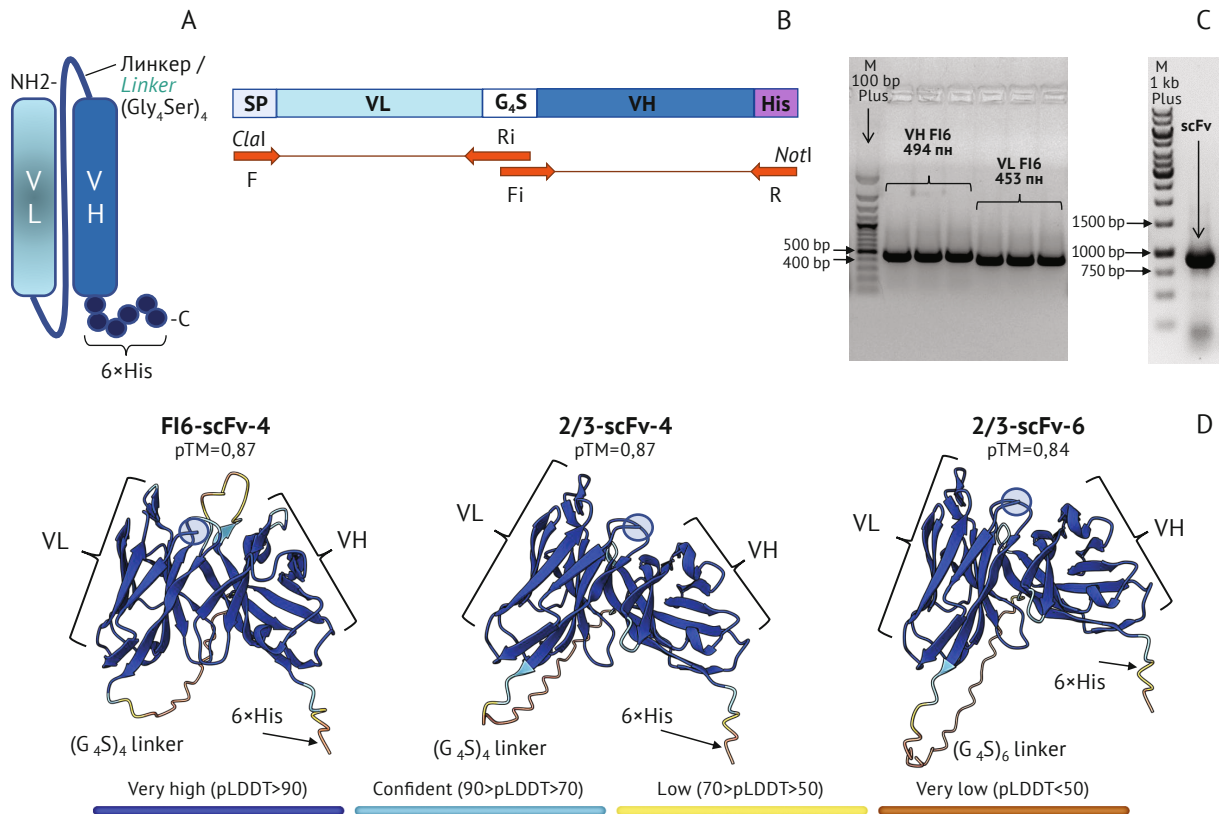 A
NH2-
Линкер /
Linker
(Gly₄Ser)₄
V L
V H
-C
6×His
B
SP VL G₄S VH His
ClaI Ri NotI
F Fi R
M
100 bp
Plus
VH FI6
494 пн
VL FI6
453 пн
500 bp
400 bp
C
M
1 kb
Plus
scFv
1500 bp
1000 bp
750 bp
D
FI6-scFv-4
pTM=0,87
VL
VH
6×His
(G ₄S)₄ linker
2/3-scFv-4
pTM=0,87
VL
VH
6×His
(G ₄S)₄ linker
2/3-scFv-6
pTM=0,84
VL
VH
6×His
(G ₄S)₆ linker
Very high (pLDDT>90) Confident (90>pLDDT>70) Low (70>pLDDT>50) Very low (pLDDT<50)